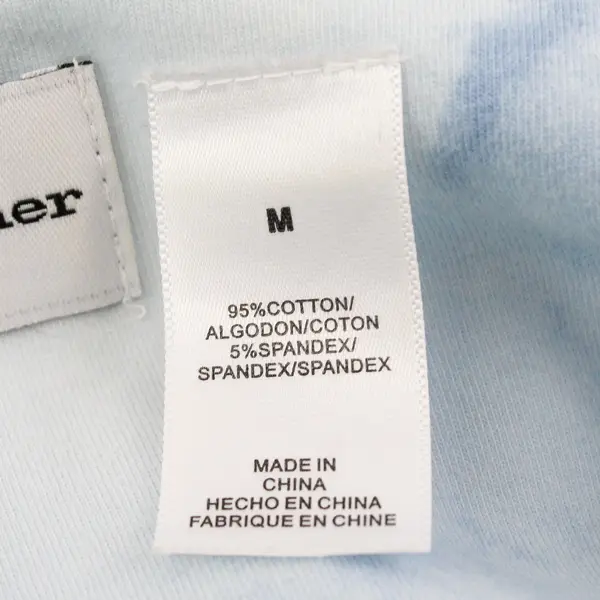 M
95%COTTON/
ALGODON/COTON
5%SPANDEX/
SPANDEX/SPANDEX
MADE IN
CHINA
HECHO EN CHINA
FABRIQUE EN CHINE